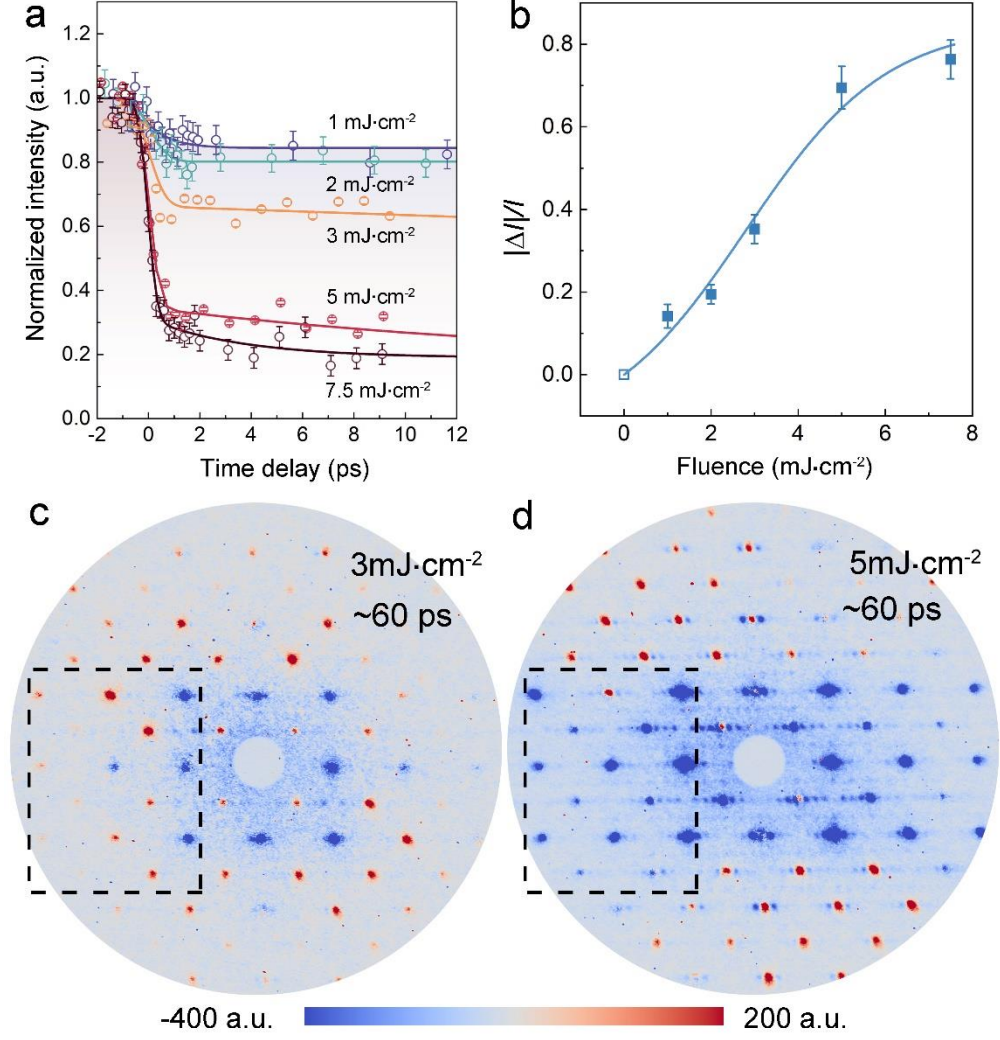 a
1.2
1.0
0.8
0.6
0.4
0.2
0.0
-2 0 2 4 6 8 10 12
Normalized intensity (a.u.)
Time delay (ps)
1 mJ·cm⁻²
2 mJ·cm⁻²
3 mJ·cm⁻²
5 mJ·cm⁻²
7.5 mJ·cm⁻²
b
0.8
0.6
0.4
0.2
0.0
0 2 4 6 8
|ΔI|/I
Fluence (mJ·cm⁻²)
c
3mJ·cm⁻²
~60 ps
d
5mJ·cm⁻²
~60 ps
-400 a.u. 200 a.u.